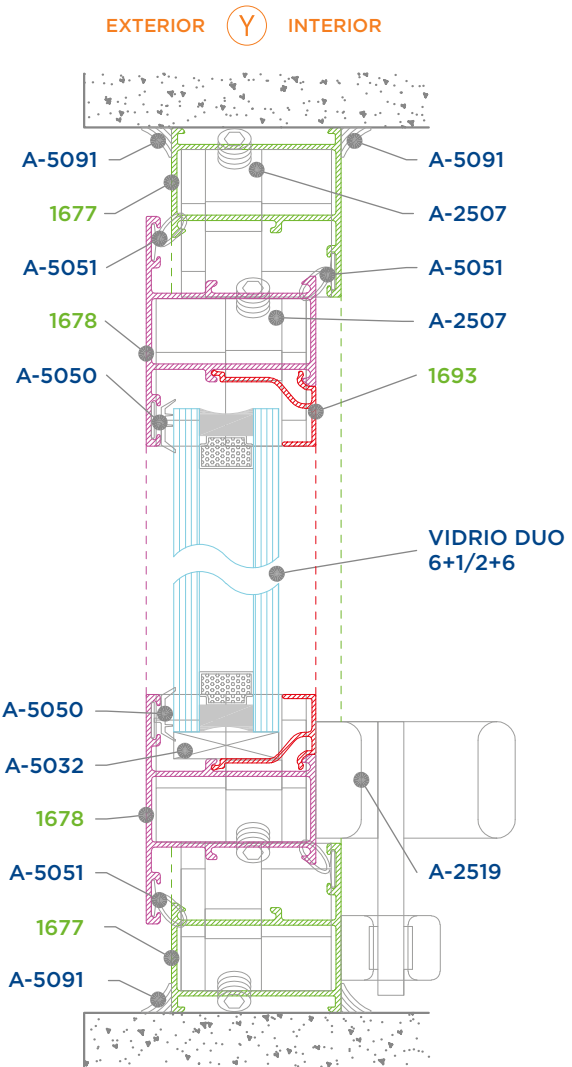 EXTERIOR Y INTERIOR
A-5091 A-5091
1677 A-2507
A-5051 A-5051
1678 A-2507
A-5050 1693
VIDRIO DUO
6+1/2+6
A-5050
A-5032
1678
A-5051 A-2519
1677
A-5091